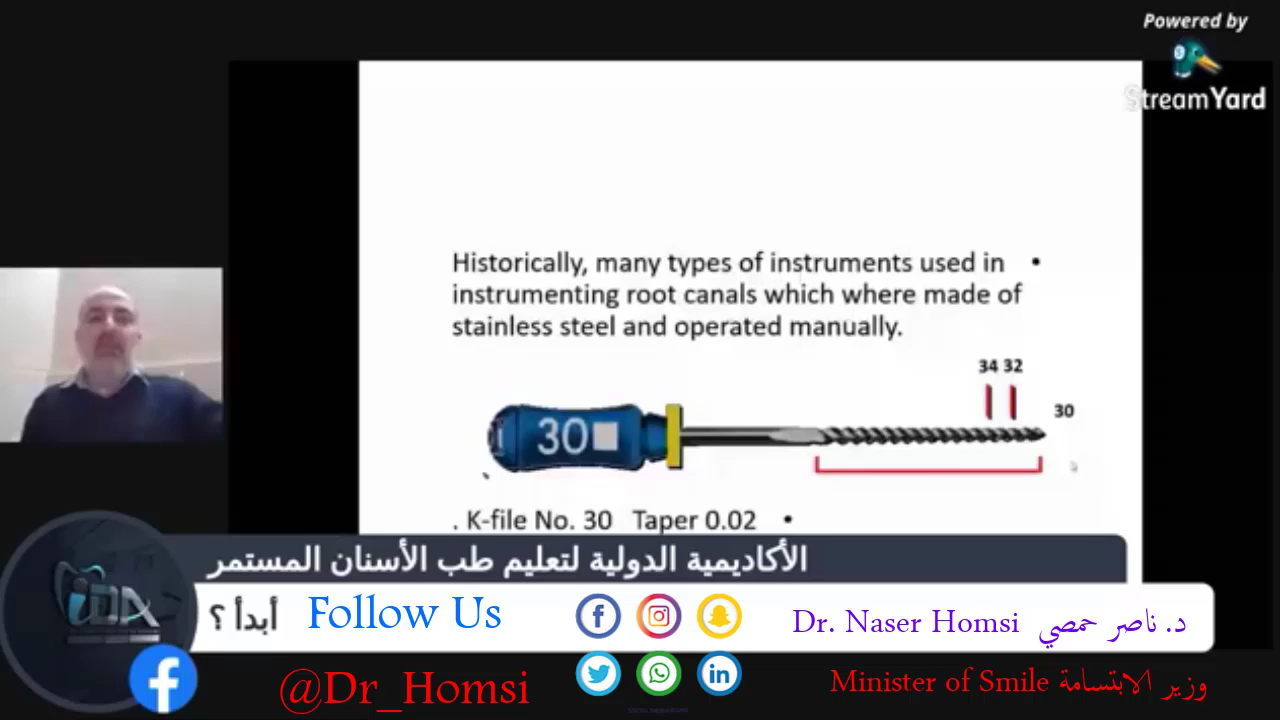 Powered by
StreamYard
Historically, many types of instruments used in •
instrumenting root canals which where made of
stainless steel and operated manually.
34 32
30
30
. K-file No. 30 Taper 0.02 •
الأكاديمية الدولية لتعليم طب الأسنان المستمر
أبدأ ؟
Follow Us
Dr. Naser Homsi د. ناصر حمصي
iDA
@Dr_Homsi
Minister of Smile وزير الابتسامة